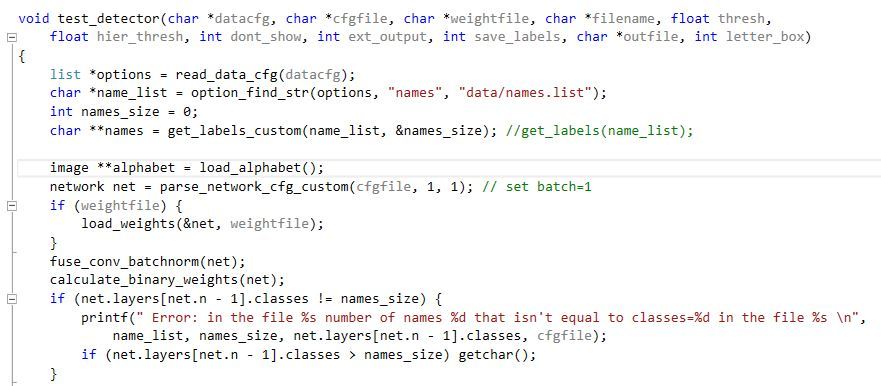 void test_detector(char *datacfg, char *cfgfile, char *weightfile, char *filename, float thresh,
    float hier_thresh, int dont_show, int ext_output, int save_labels, char *outfile, int letter_box)
{
    list *options = read_data_cfg(datacfg);
    char *name_list = option_find_str(options, "names", "data/names.list");
    int names_size = 0;
    char **names = get_labels_custom(name_list, &names_size); //get_labels(name_list);

    image **alphabet = load_alphabet();
    network net = parse_network_cfg_custom(cfgfile, 1, 1); // set batch=1
    if (weightfile) {
        load_weights(&net, weightfile);
    }
    fuse_conv_batchnorm(net);
    calculate_binary_weights(net);
    if (net.layers[net.n - 1].classes != names_size) {
        printf(" Error: in the file %s number of names %d that isn't equal to classes=%d in the file %s \n",
            name_list, names_size, net.layers[net.n - 1].classes, cfgfile);
        if (net.layers[net.n - 1].classes > names_size) getchar();
    }